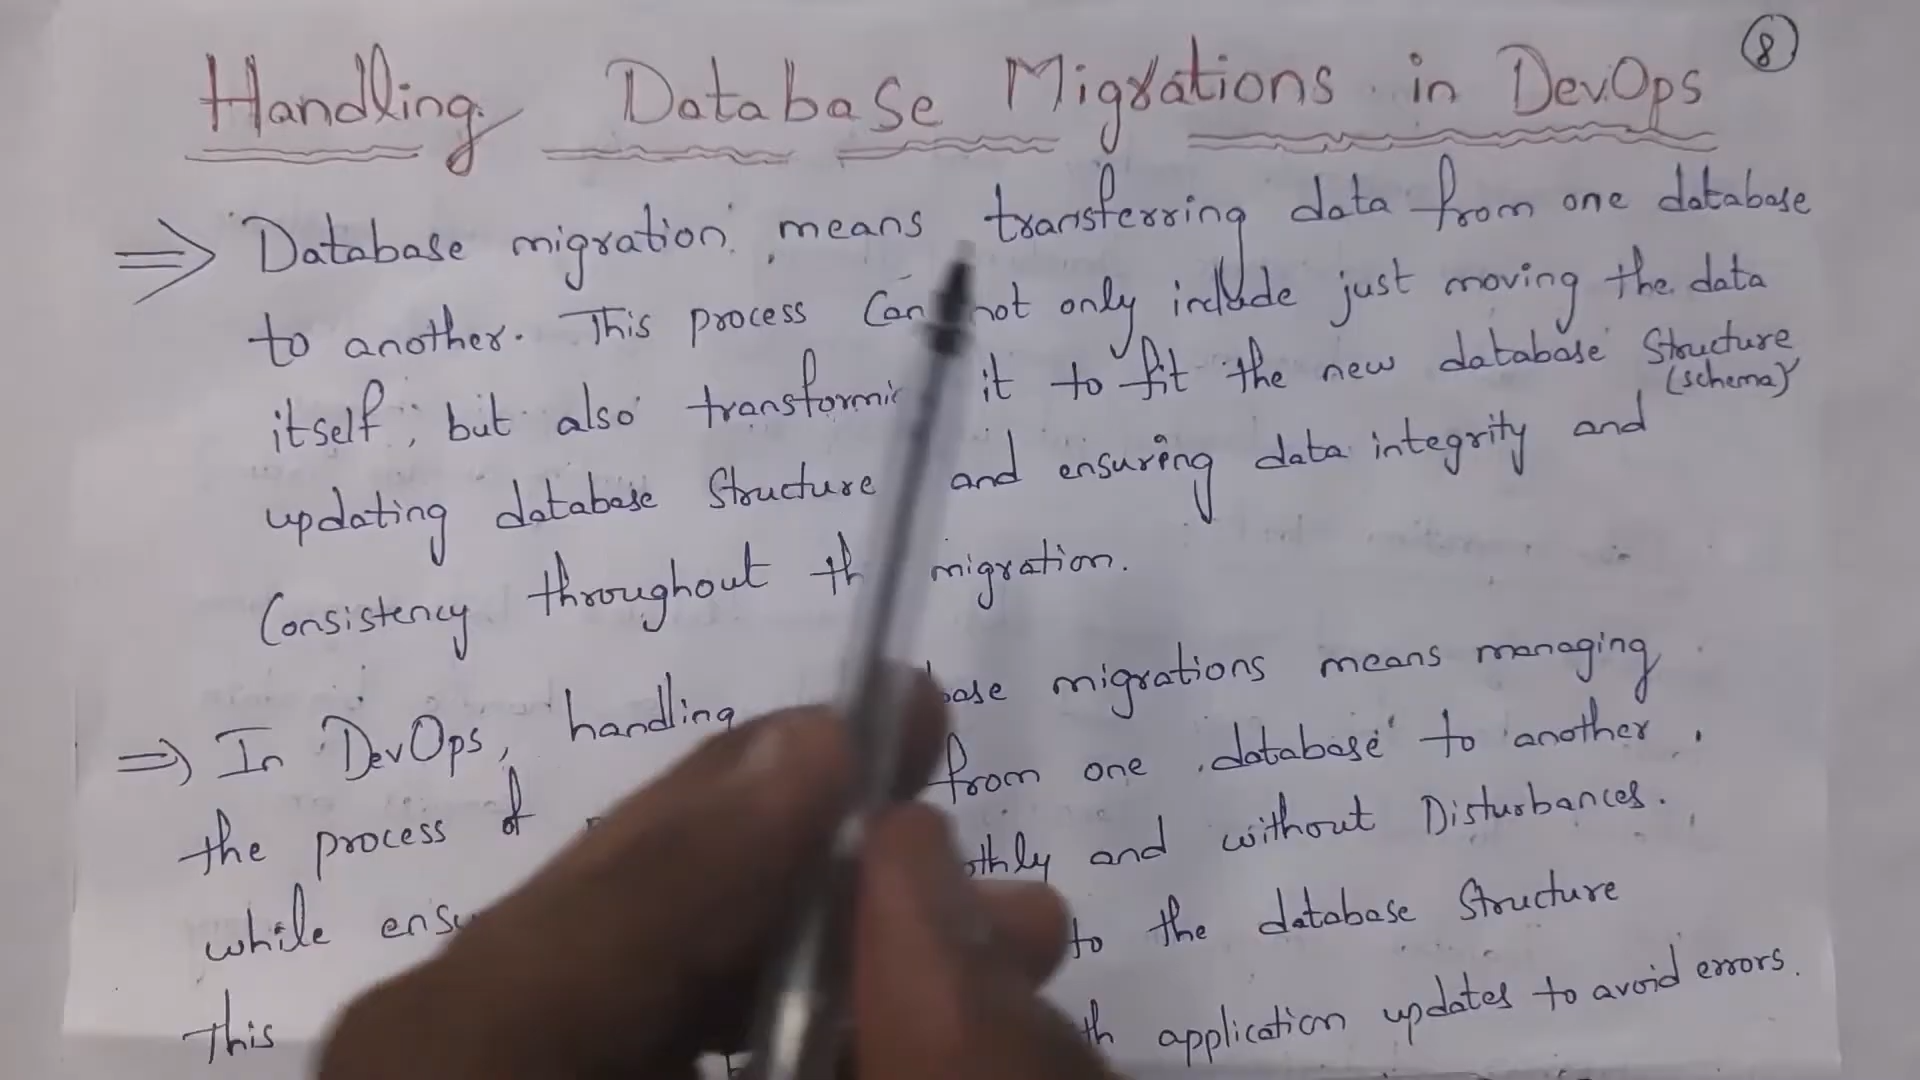 8
Handling Database Migrations in DevOps
⇒ Database migration means transferring data from one database
to another. This process Can not only include just moving the data
itself, but also it to fit the new database Structure
(schema)
updating database Structure and ensuring data integrity and
Consistency throughout migration.
⇒ In DevOps, handling migrations means managing
the process of from one database to another
while and without Disturbances.
This to the database Structure
application updates to avoid errors.